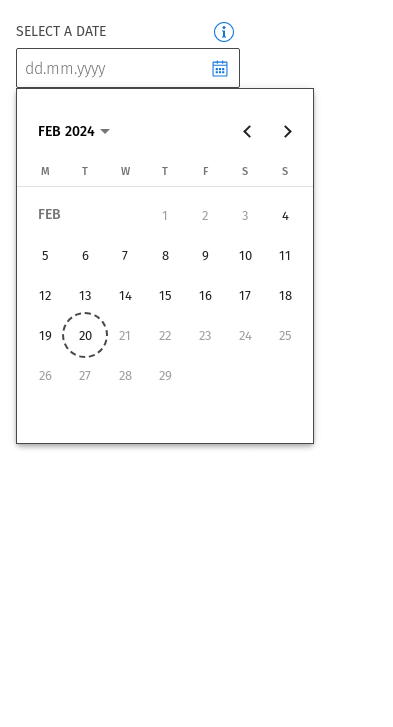 SELECT A DATE
dd.mm.yyyy
FEB 2024
M T W T F S S
FEB 1 2 3 4
5 6 7 8 9 10 11
12 13 14 15 16 17 18
19 20 21 22 23 24 25
26 27 28 29